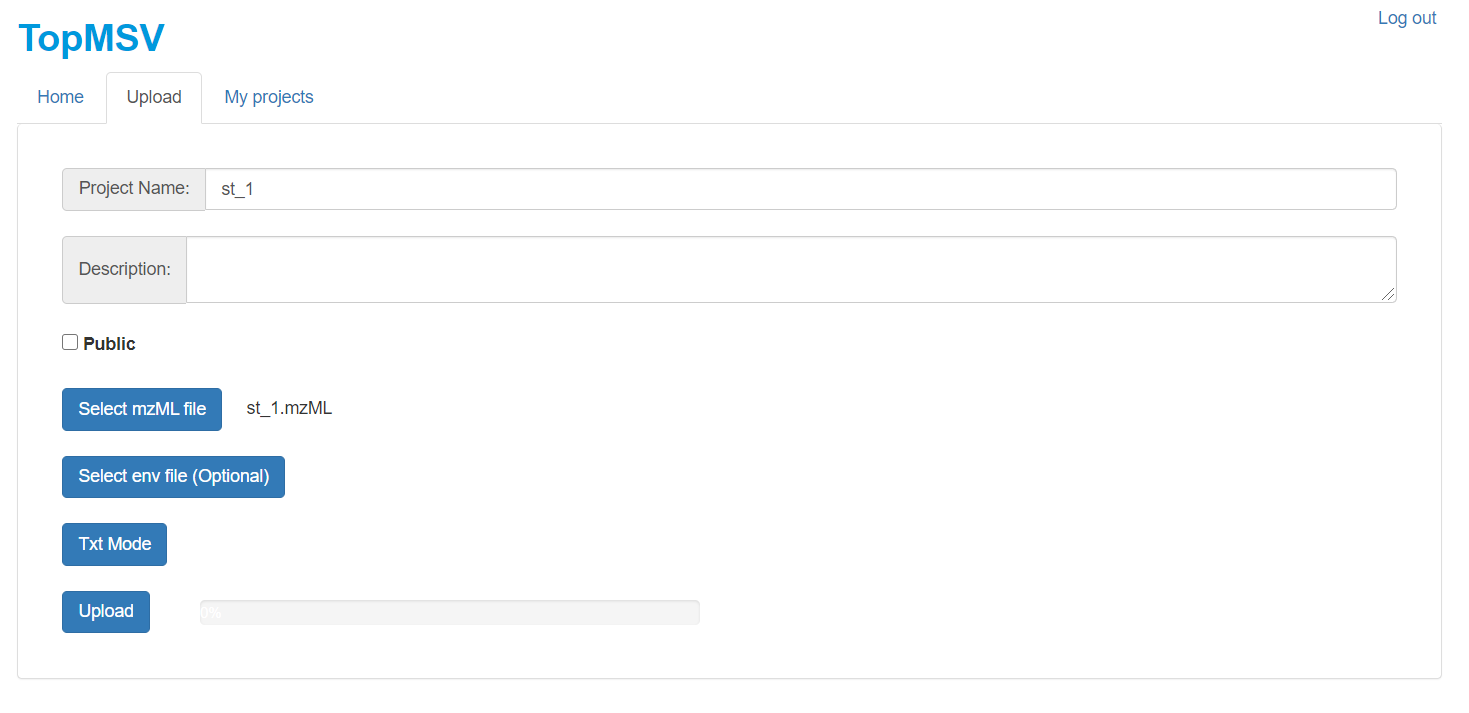 Log out
TopMSV
Home Upload My projects
Project Name: st_1
Description:
Public
Select mzML file st_1.mzML
Select env file (Optional)
Txt Mode
Upload 0%